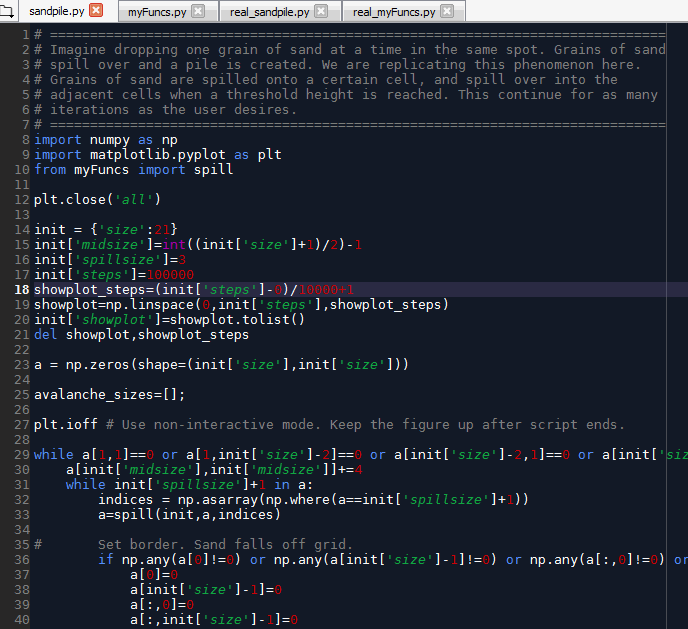 sandpile.py myFuncs.py real_sandpile.py real_myFuncs.py
1 # =============================================================================
2 # Imagine dropping one grain of sand at a time in the same spot. Grains of sand
3 # spill over and a pile is created. We are replicating this phenomenon here.
4 # Grains of sand are spilled onto a certain cell, and spill over into the
5 # adjacent cells when a threshold height is reached. This continue for as many
6 # iterations as the user desires.
7 # =============================================================================
8 import numpy as np
9 import matplotlib.pyplot as plt
10 from myFuncs import spill
11
12 plt.close('all')
13
14 init = {'size':21}
15 init['midsize']=int((init['size']+1)/2)-1
16 init['spillsize']=3
17 init['steps']=100000
18 showplot_steps=(init['steps']-0)/10000+1
19 showplot=np.linspace(0,init['steps'],showplot_steps)
20 init['showplot']=showplot.tolist()
21 del showplot,showplot_steps
22
23 a = np.zeros(shape=(init['size'],init['size']))
24
25 avalanche_sizes=[];
26
27 plt.ioff # Use non-interactive mode. Keep the figure up after script ends.
28
29 while a[1,1]==0 or a[1,init['size']-2]==0 or a[init['size']-2,1]==0 or a[init['siz
30     a[init['midsize'],init['midsize']]+=4
31     while init['spillsize']+1 in a:
32         indices = np.asarray(np.where(a==init['spillsize']+1))
33         a=spill(init,a,indices)
34
35 #       Set border. Sand falls off grid.
36         if np.any(a[0]!=0) or np.any(a[init['size']-1]!=0) or np.any(a[:,0]!=0) or
37             a[0]=0
38             a[init['size']-1]=0
39             a[:,0]=0
40             a[:,init['size']-1]=0